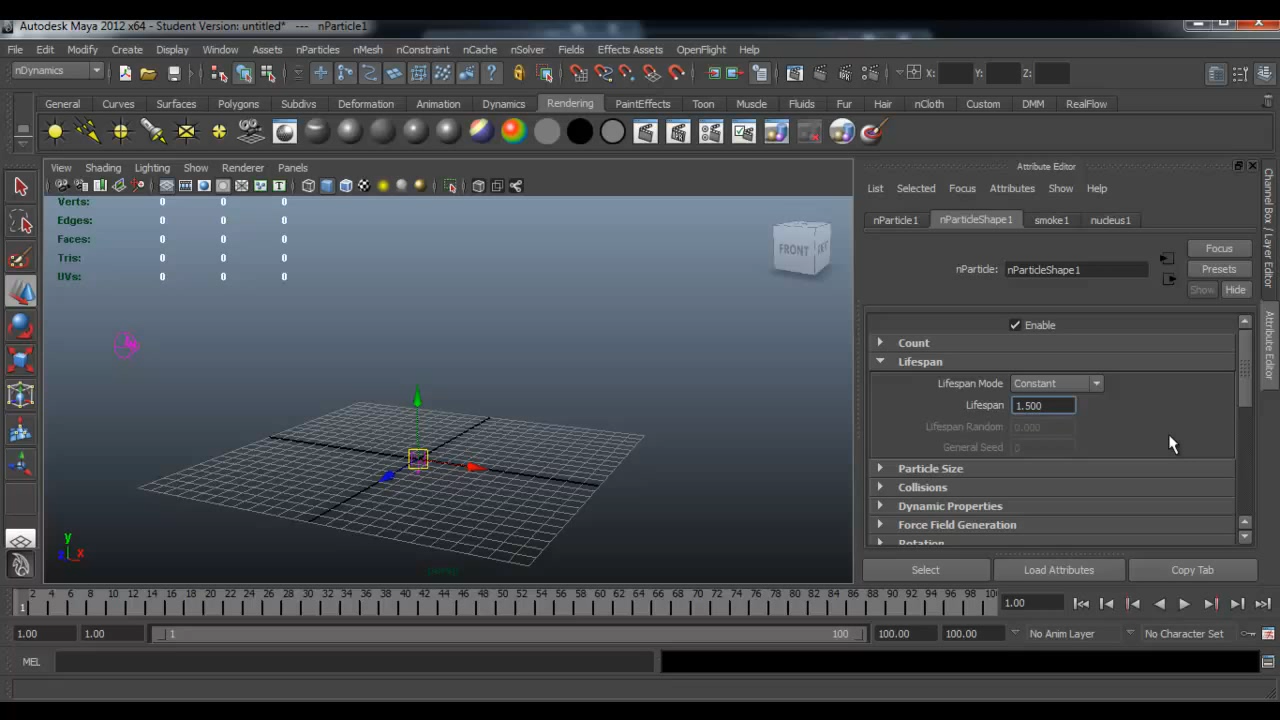 Autodesk Maya 2012 x64 - Student Version: untitled* --- nParticle1
File Edit Modify Create Display Window Assets nParticles nMesh nConstraint nCache nSolver Fields Effects Assets OpenFlight Help
nDynamics X: Y: Z:
General Curves Surfaces Polygons Subdivs Deformation Animation Dynamics Rendering PaintEffects Toon Muscle Fluids Fur Hair nCloth Custom DMM RealFlow
View Shading Lighting Show Renderer Panels
Verts: 0 0 0
Edges: 0 0 0
Faces: 0 0 0
Tris: 0 0 0
UVs: 0 0 0
FRONT
y
x
persp
Attribute Editor
List Selected Focus Attributes Show Help
nParticle1 nParticleShape1 smoke1 nucleus1
Focus
nParticle: nParticleShape1 Presets
Show Hide
Enable
Count
Lifespan
Lifespan Mode Constant
Lifespan 1.500
Lifespan Random 0.000
General Seed 0
Particle Size
Collisions
Dynamic Properties
Force Field Generation
Rotation
Select Load Attributes Copy Tab
Channel Box / Layer Editor
Attribute Editor
1 2 4 6 8 10 12 14 16 18 20 22 24 26 28 30 32 34 36 38 40 42 44 46 48 50 52 54 56 58 60 62 64 66 68 70 72 74 76 78 80 82 84 86 88 90 92 94 96 98 10 1.00
1.00 1.00 1 100 100.00 100.00 No Anim Layer No Character Set
MEL